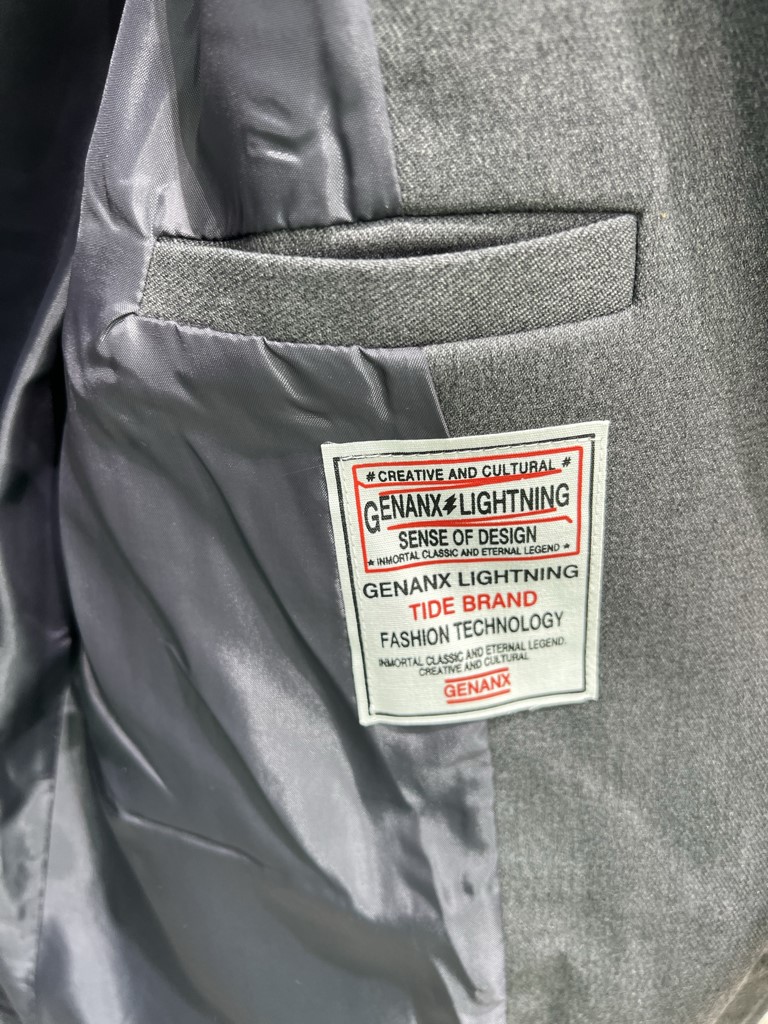 # CREATIVE AND CULTURAL #
GENANX⚡LIGHTNING
SENSE OF DESIGN
★ INMORTAL CLASSIC AND ETERNAL LEGEND ★
GENANX LIGHTNING
TIDE BRAND
FASHION TECHNOLOGY
INMORTAL CLASSIC AND ETERNAL LEGEND.
CREATIVE AND CULTURAL
GENANX